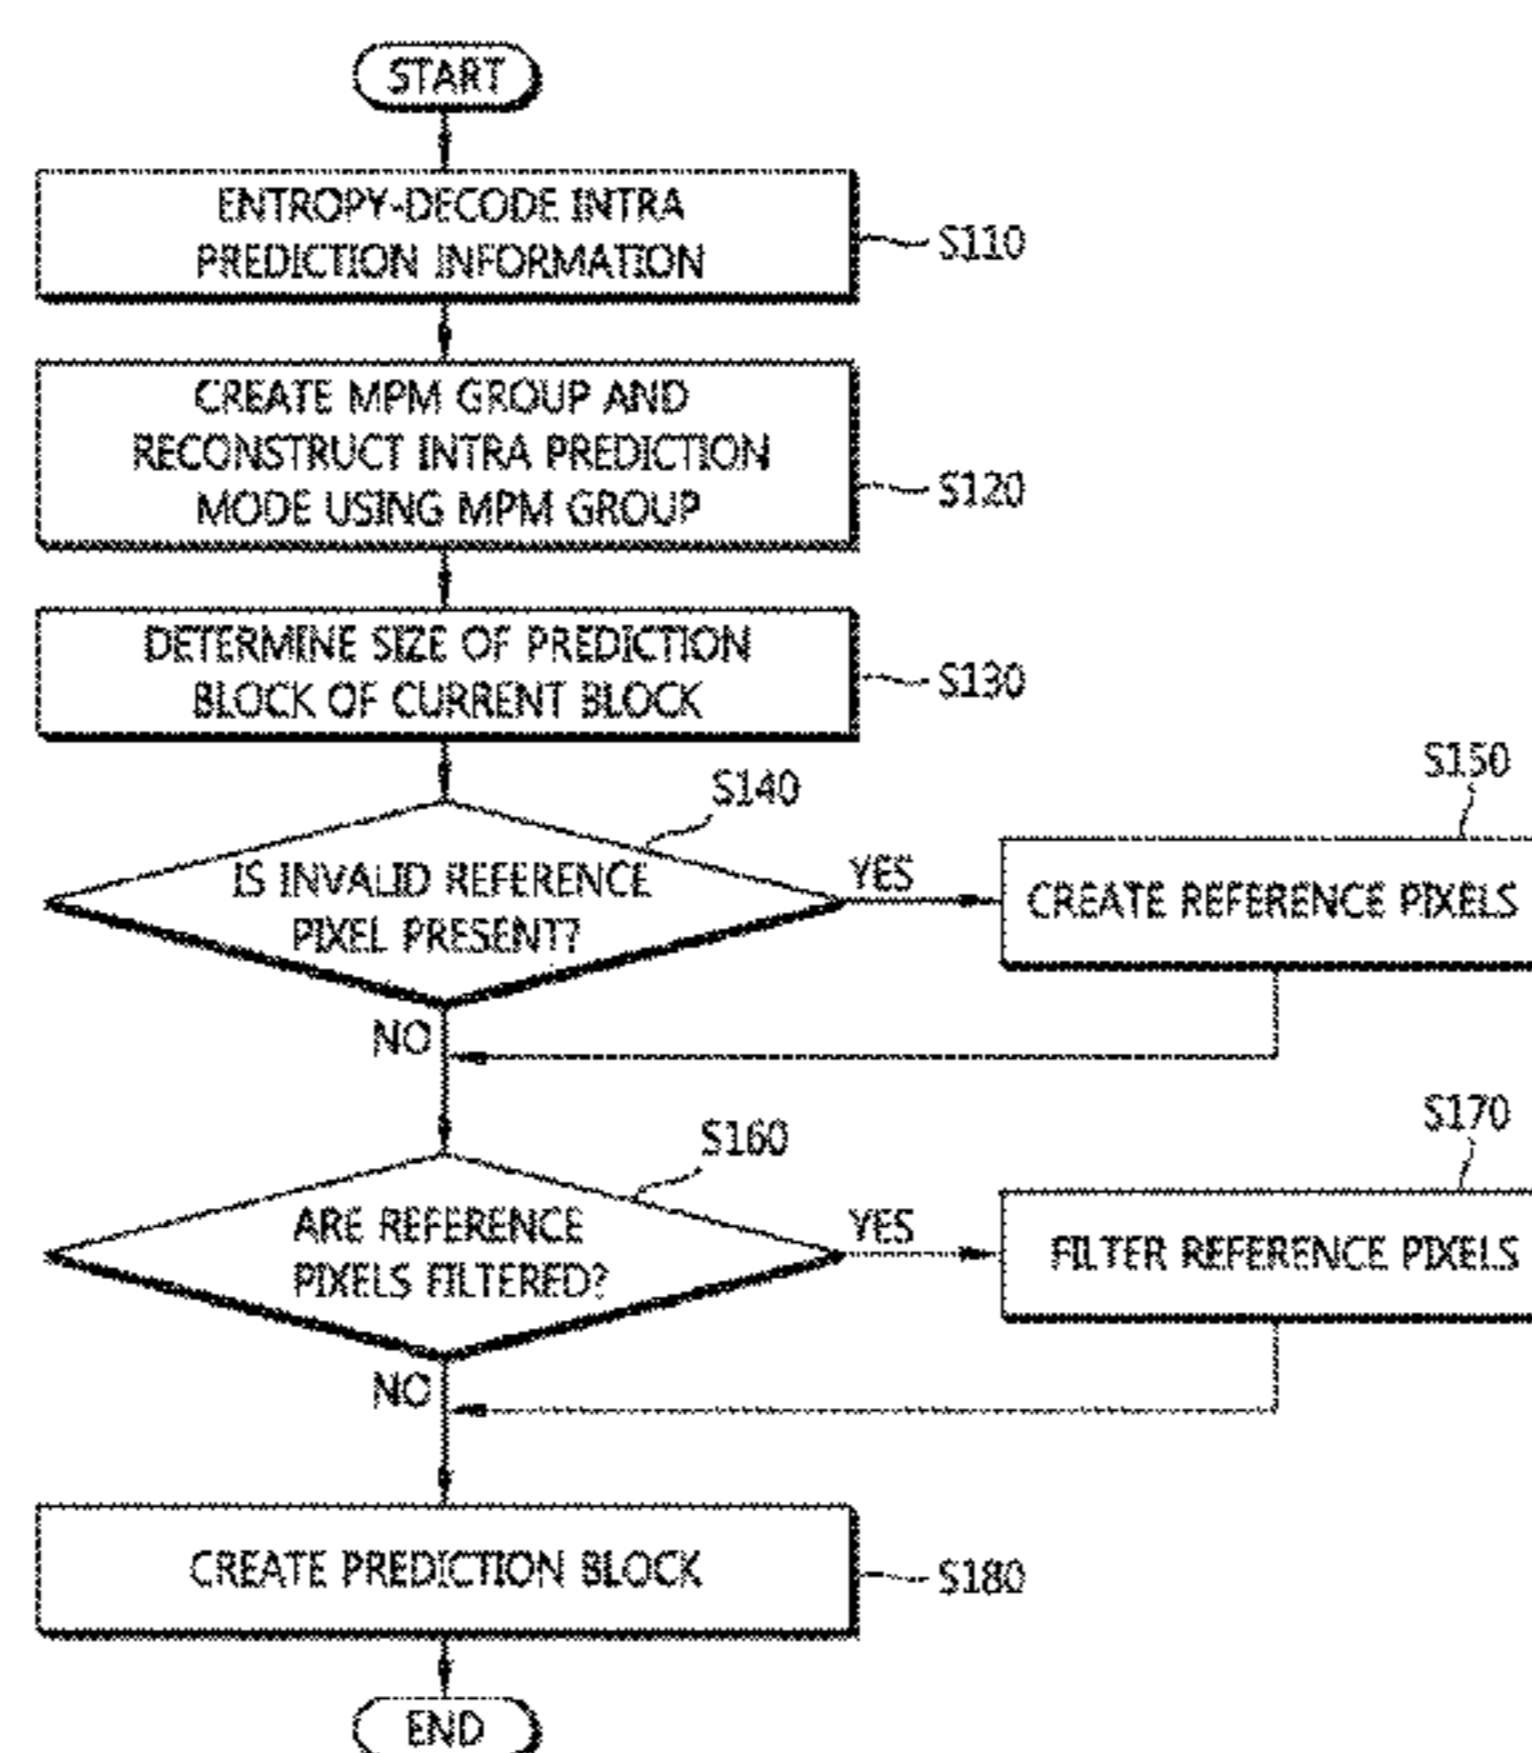 START
ENTROPY-DECODE INTRA
PREDICTION INFORMATION
S110
CREATE MPM GROUP AND
RECONSTRUCT INTRA PREDICTION
MODE USING MPM GROUP
S120
DETERMINE SIZE OF PREDICTION
BLOCK OF CURRENT BLOCK
S130
S140
IS INVALID REFERENCE
PIXEL PRESENT?
YES
S150
CREATE REFERENCE PIXELS
NO
S160
ARE REFERENCE
PIXELS FILTERED?
YES
S170
FILTER REFERENCE PIXELS
NO
CREATE PREDICTION BLOCK
S180
END